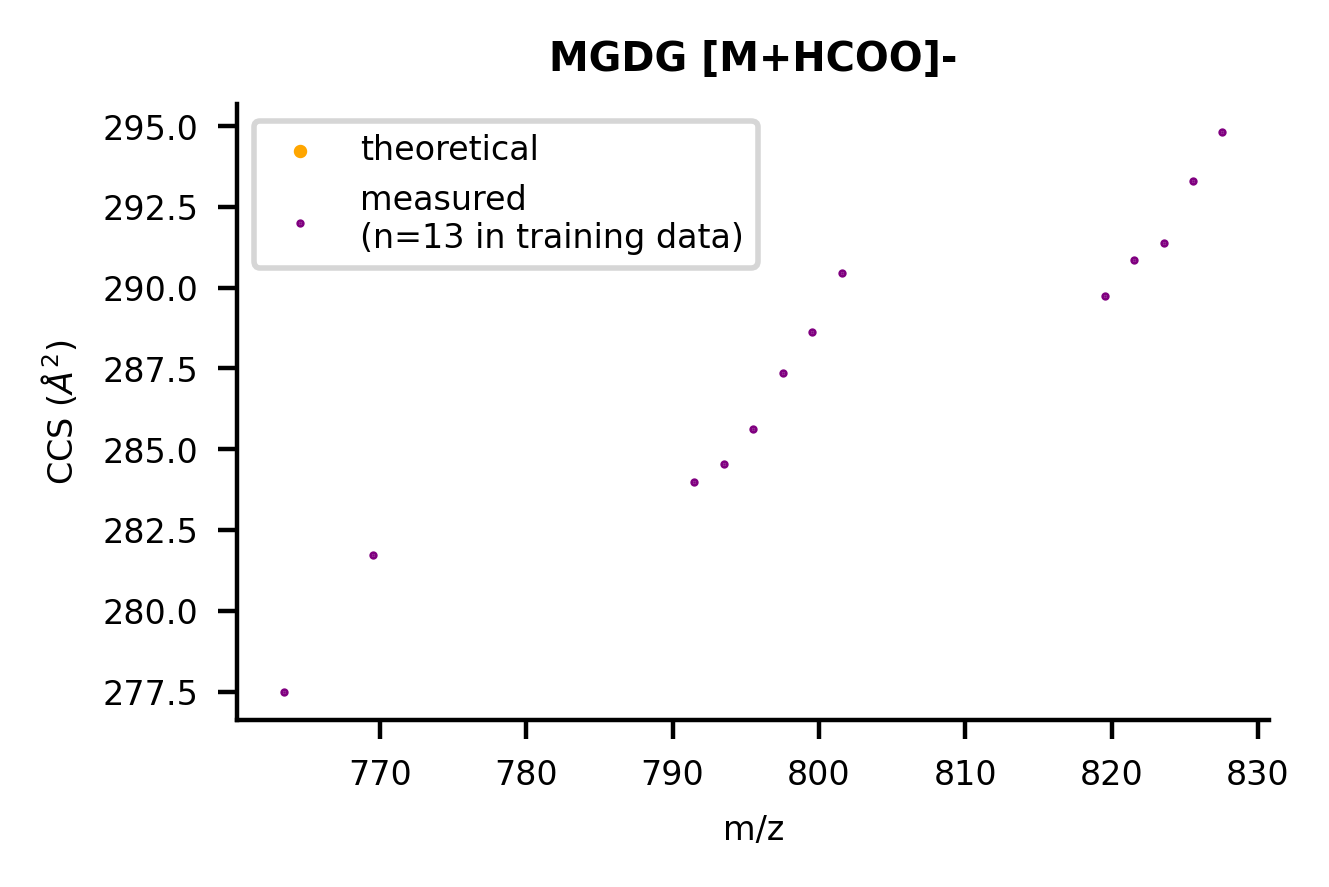 MGDG [M+HCOO]-
theoretical
measured
(n=13 in training data)
295.0
292.5
290.0
287.5
285.0
282.5
280.0
277.5
CCS (Å²)
770 780 790 800 810 820 830
m/z